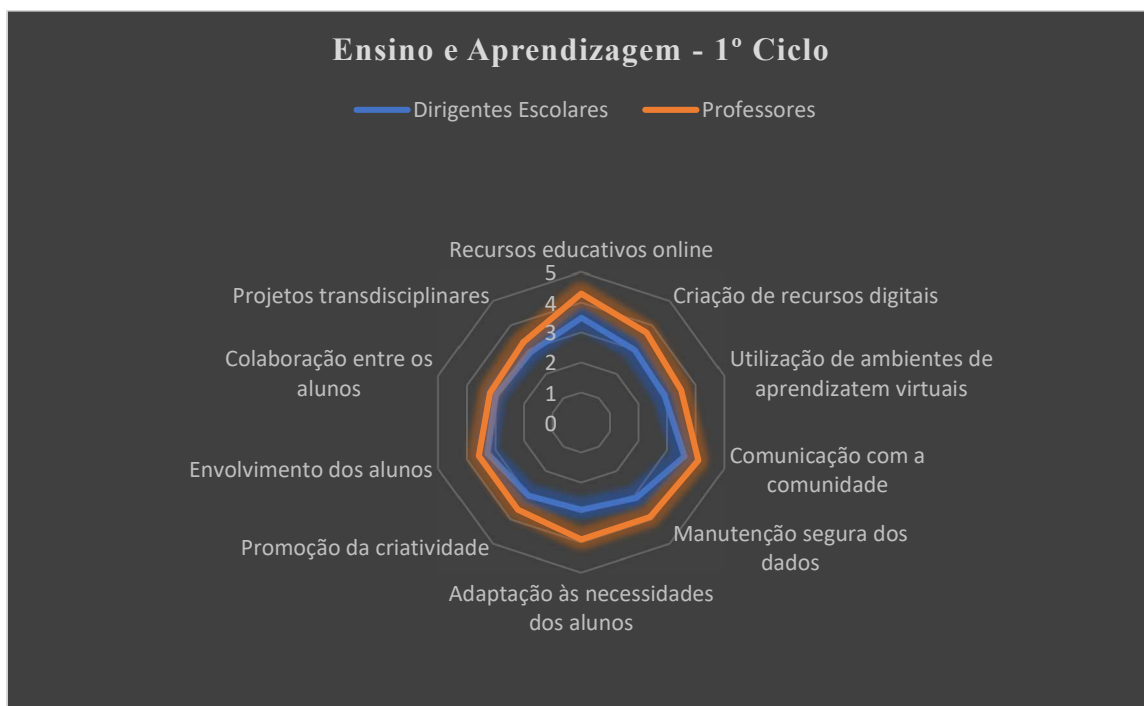 Ensino e Aprendizagem - 1º Ciclo
Dirigentes Escolares
Professores
Recursos educativos online
Criação de recursos digitais
Utilização de ambientes de
aprendizatem virtuais
Comunicação com a
comunidade
Manutenção segura dos
dados
Adaptação às necessidades
dos alunos
Promoção da criatividade
Envolvimento dos alunos
Colaboração entre os
alunos
Projetos transdisciplinares
5
4
3
2
1
0